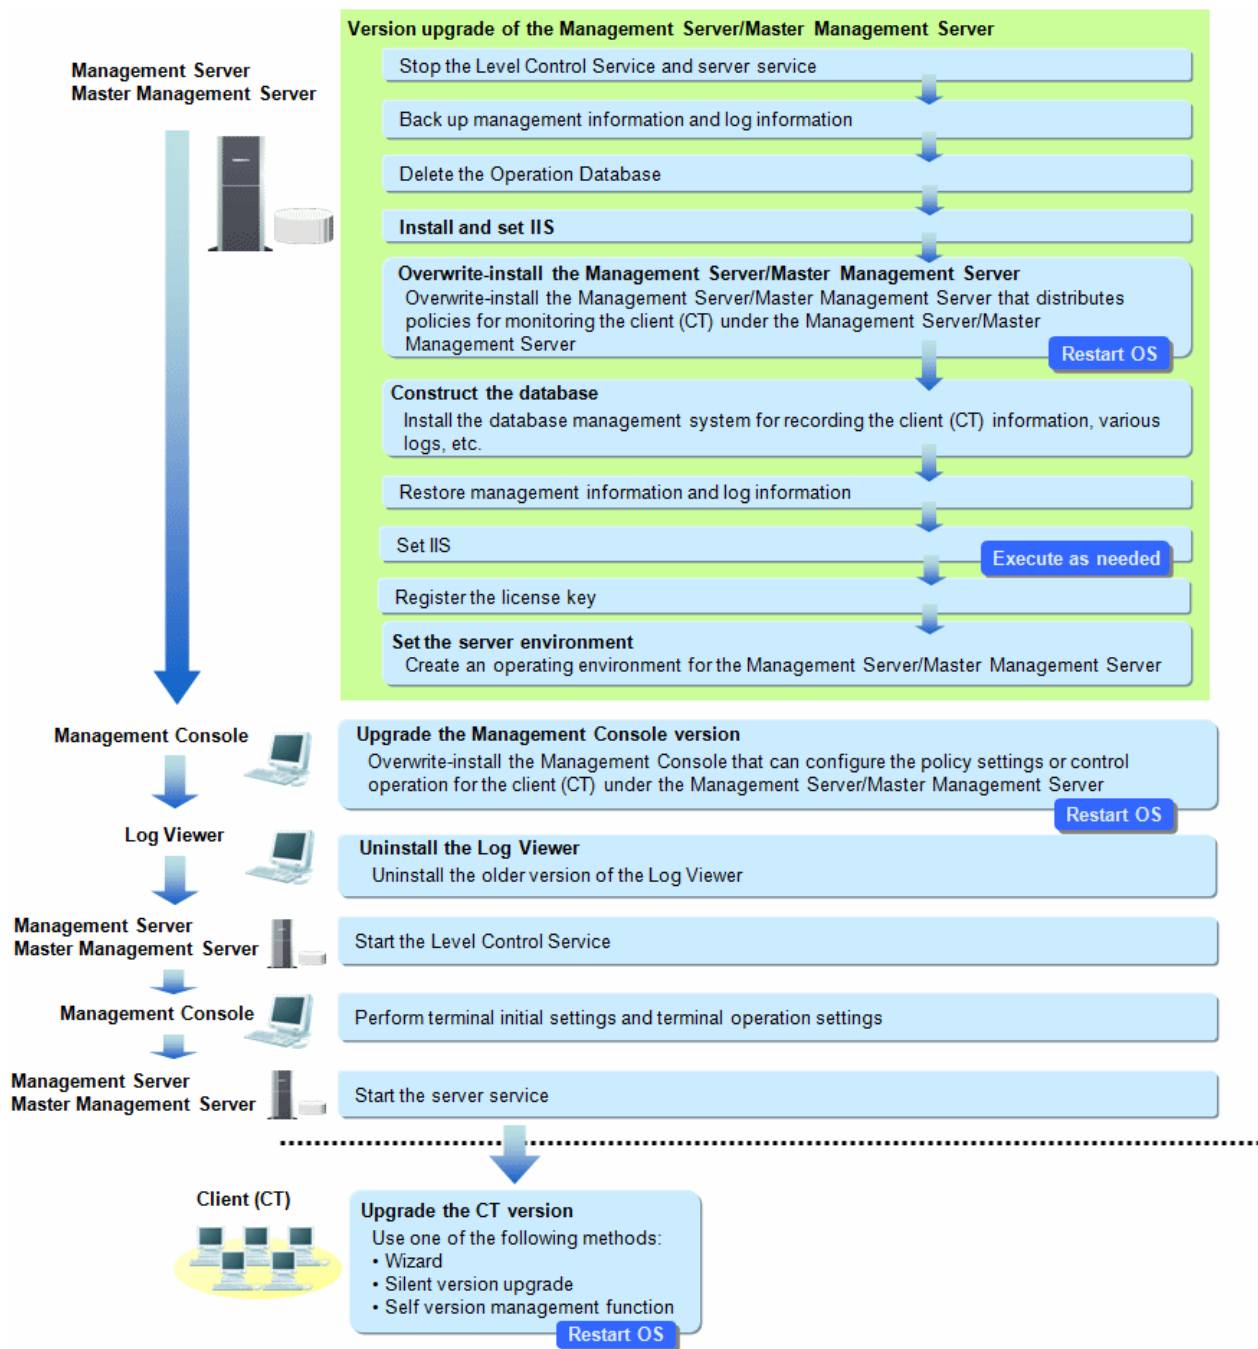 Version upgrade of the Management Server/Master Management Server
Management Server
Master Management Server
Stop the Level Control Service and server service
Back up management information and log information
Delete the Operation Database
Install and set IIS
Overwrite-install the Management Server/Master Management Server
Overwrite-install the Management Server/Master Management Server that distributes
policies for monitoring the client (CT) under the Management Server/Master
Management Server
Restart OS
Construct the database
Install the database management system for recording the client (CT) information, various
logs, etc.
Restore management information and log information
Set IIS
Execute as needed
Register the license key
Set the server environment
Create an operating environment for the Management Server/Master Management Server
Management Console
Upgrade the Management Console version
Overwrite-install the Management Console that can configure the policy settings or control
operation for the client (CT) under the Management Server/Master Management Server
Restart OS
Log Viewer
Uninstall the Log Viewer
Uninstall the older version of the Log Viewer
Management Server
Master Management Server
Start the Level Control Service
Management Console
Perform terminal initial settings and terminal operation settings
Management Server
Master Management Server
Start the server service
Client (CT)
Upgrade the CT version
Use one of the following methods:
• Wizard
• Silent version upgrade
• Self version management function
Restart OS